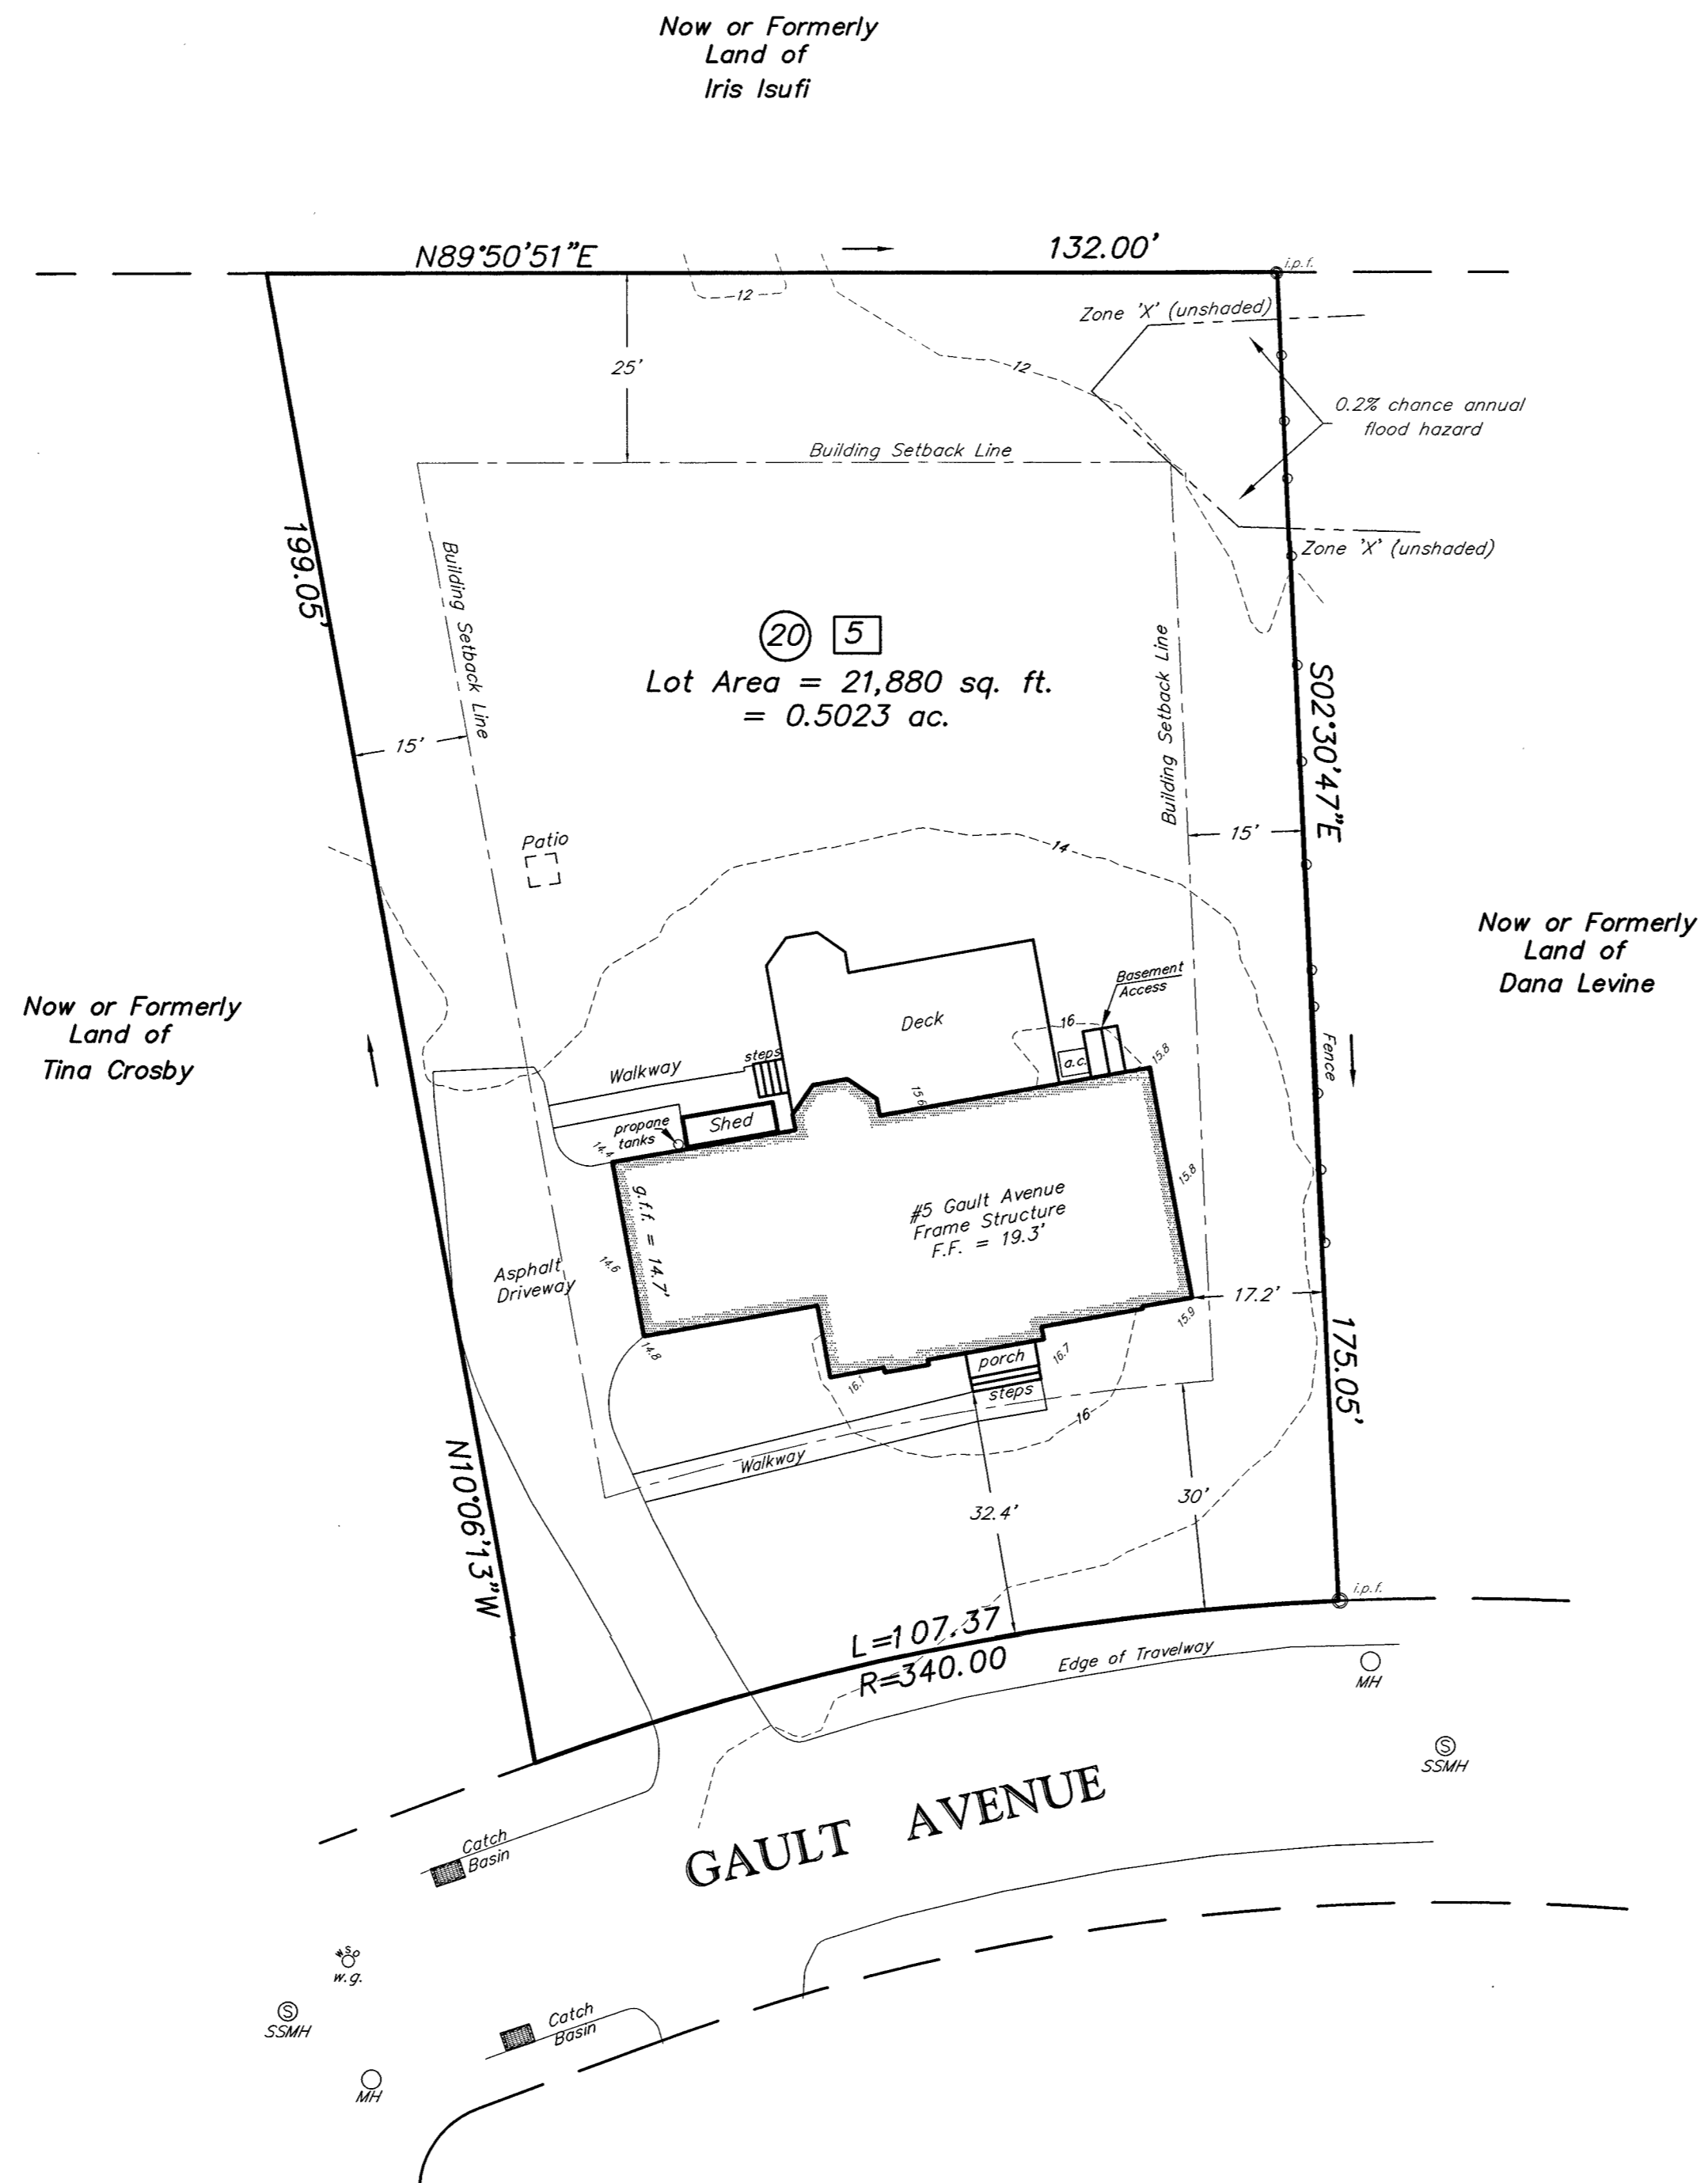 Now or Formerly
Land of
Iris Isufi
N89°50'51"E
132.00'
i.p.f.
12
Zone 'X' (unshaded)
25'
12
0.2% chance annual
flood hazard
Building Setback Line
Zone 'X' (unshaded)
199.05'
Building Setback Line
20 5
Lot Area = 21,880 sq. ft.
= 0.5023 ac.
Building Setback Line
S02°30'47"E
15'
15'
Patio
14
Now or Formerly
Land of
Dana Levine
Now or Formerly
Land of
Tina Crosby
Basement
Access
Deck
16
a.c.
15.8
Fence
steps
Walkway
15.6
propane
tanks
Shed
14.4
15.8
g.f.f. = 14.7'
#5 Gault Avenue
Frame Structure
F.F. = 19.3'
14.6
Asphalt
Driveway
17.2'
15.9
14.8
16.1
porch
16.7
steps
16
175.05'
Walkway
N10°06'13"W
32.4'
30'
i.p.f.
L=107.37
R=340.00
Edge of Travelway
MH
S
SSMH
GAULT AVENUE
Catch
Basin
wso
w.g.
S
SSMH
Catch
Basin
MH